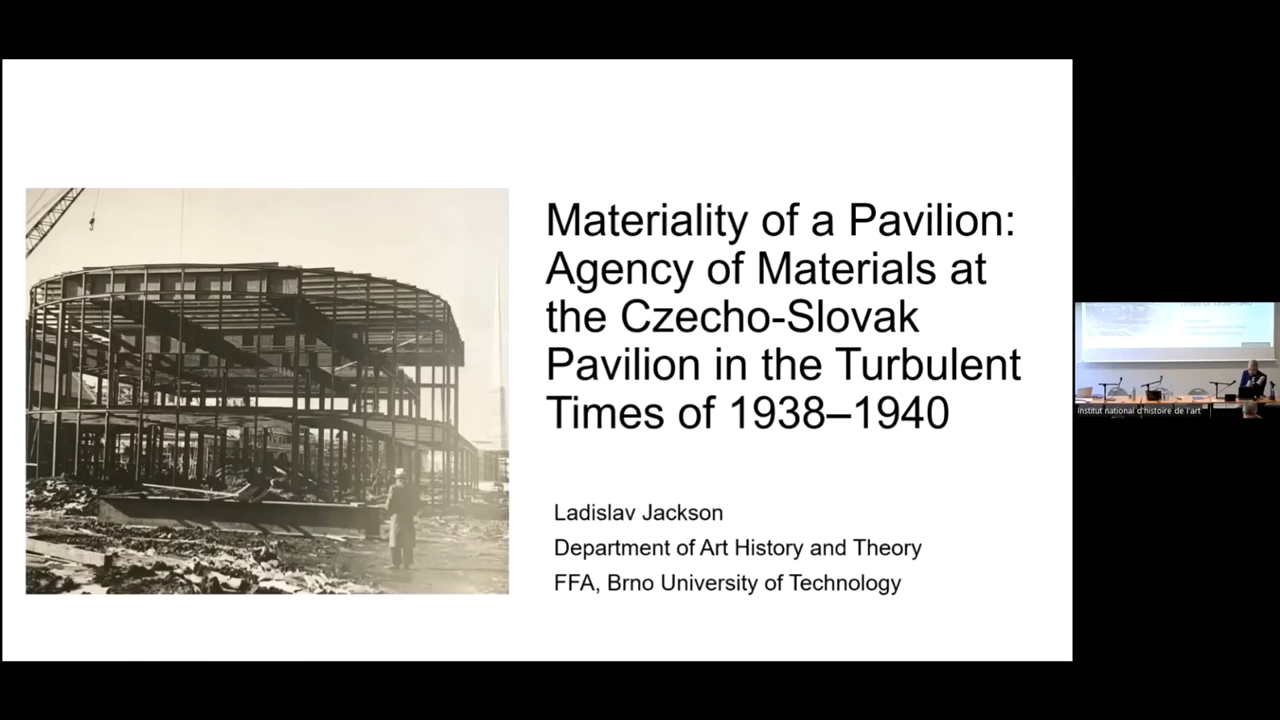 Materiality of a Pavilion:
Agency of Materials at
the Czecho-Slovak
Pavilion in the Turbulent
Times of 1938–1940
Ladislav Jackson
Department of Art History and Theory
FFA, Brno University of Technology
Institut national d'histoire de l'art